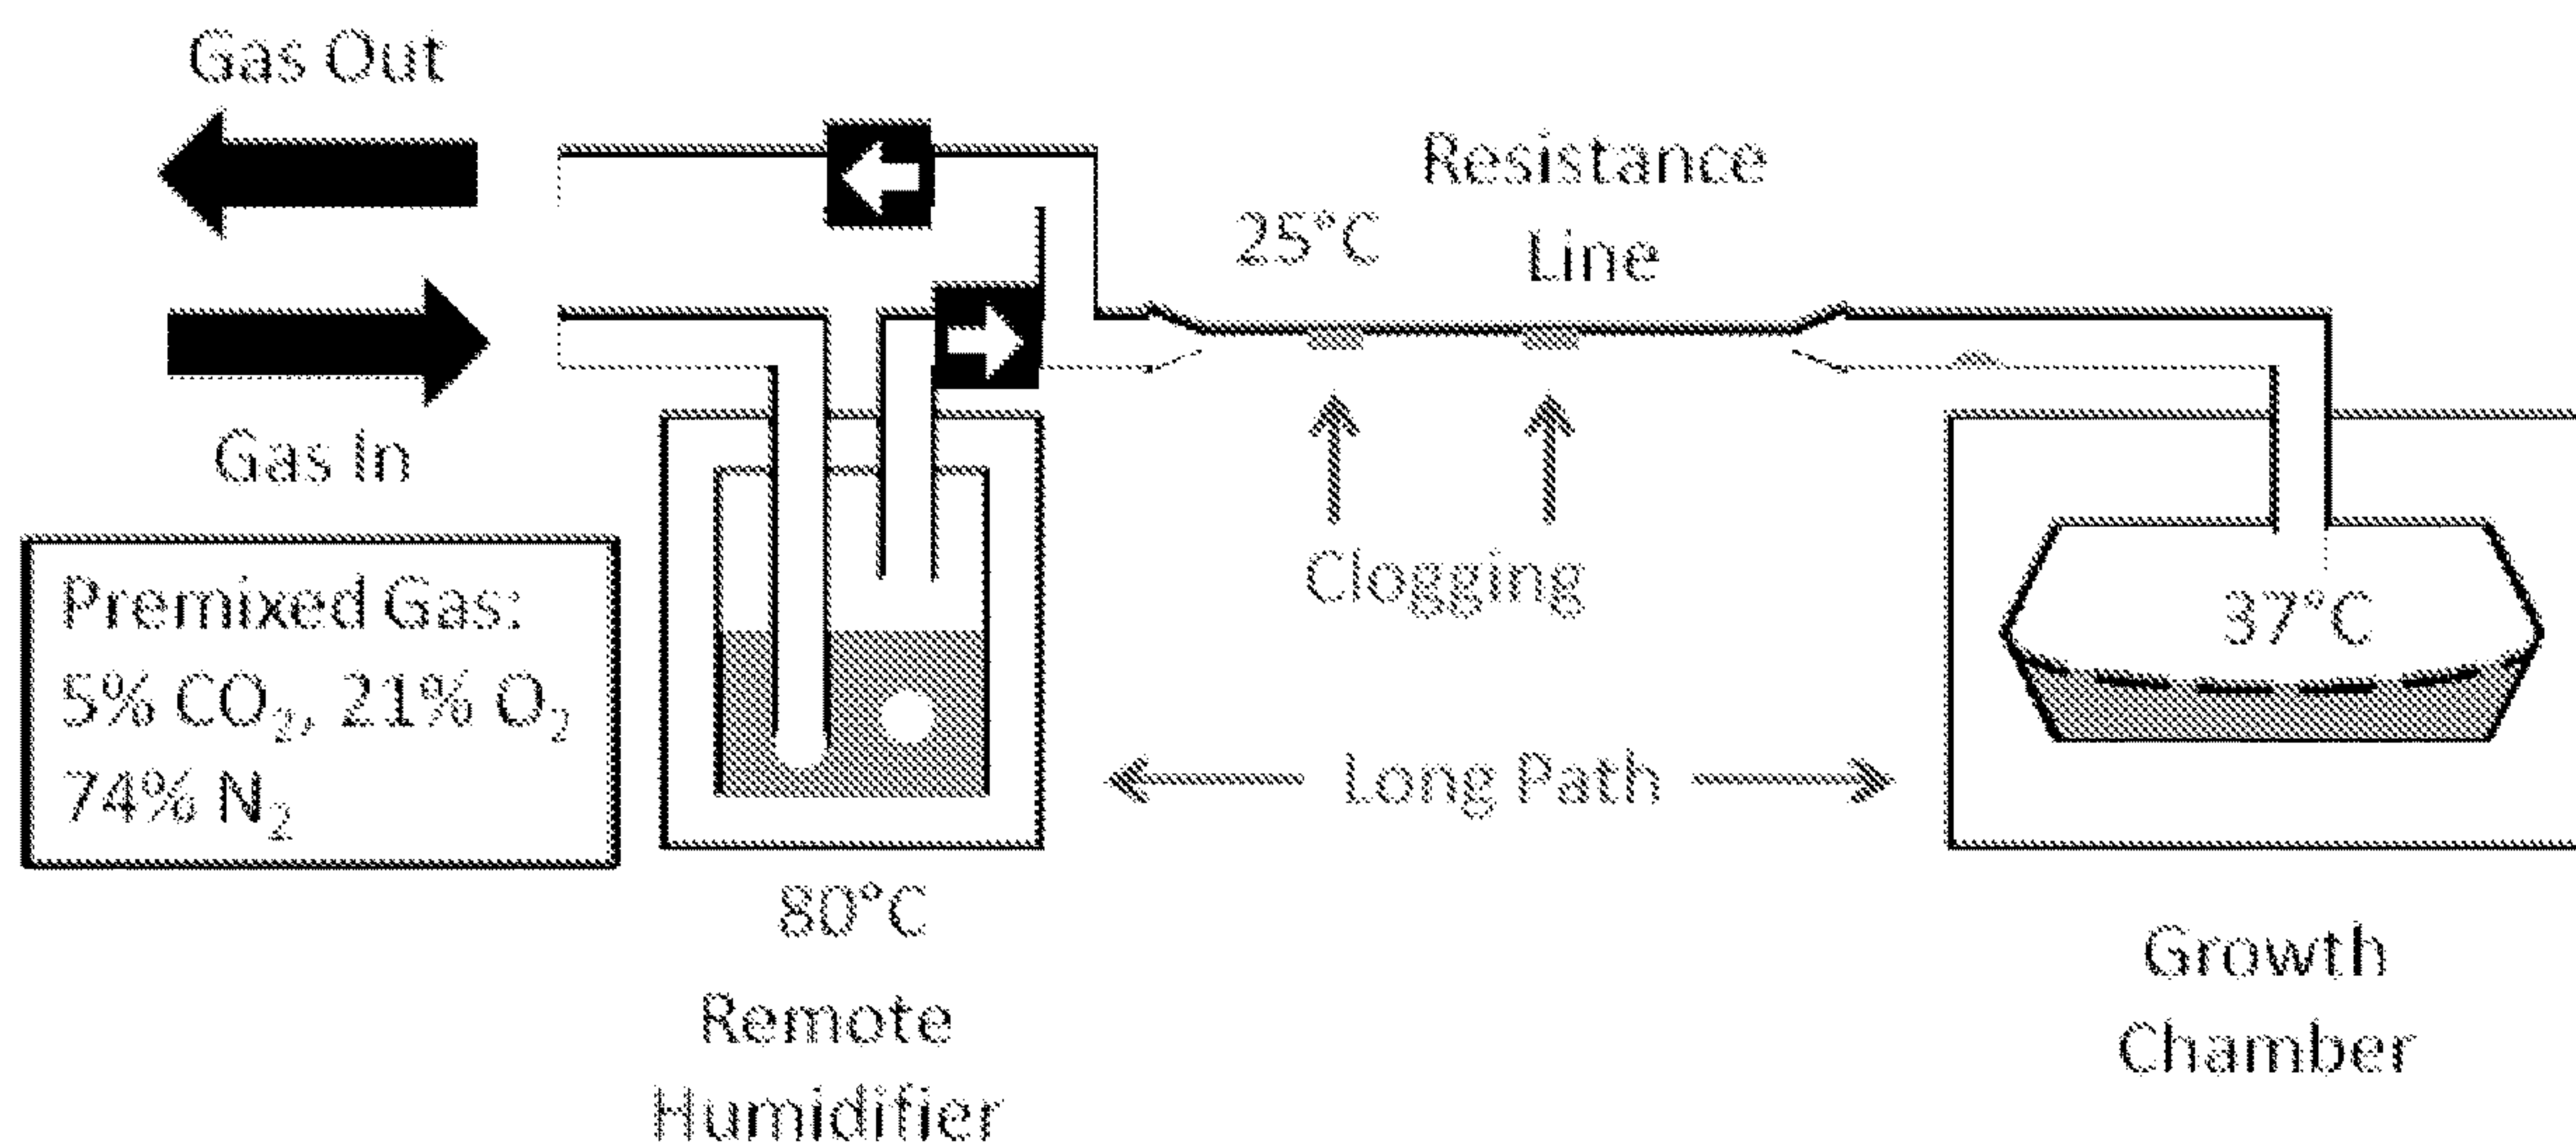 Gas Out
Resistance
Line
25°C
Gas In
Premixed Gas:
5% CO₂, 21% O₂
74% N₂
Clogging
37°C
Long Path
80°C
Remote
Humidifier
Growth
Chamber